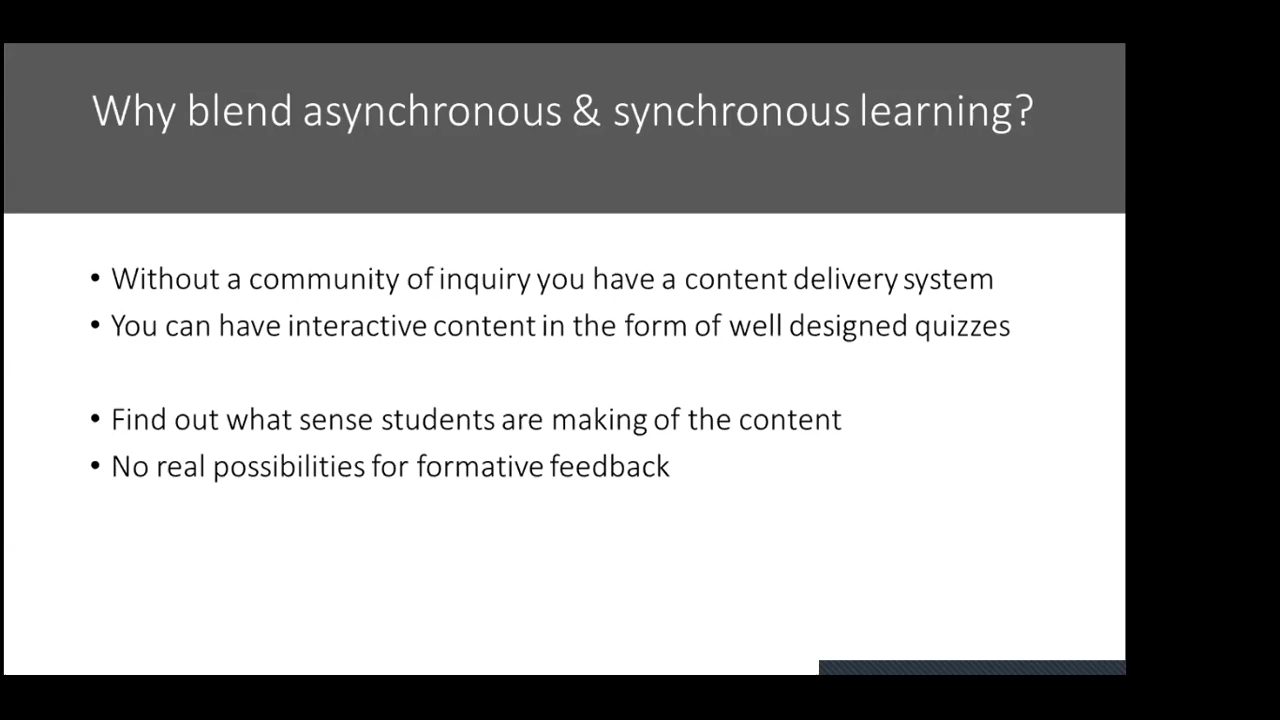 Why blend asynchronous & synchronous learning?
• Without a community of inquiry you have a content delivery system
• You can have interactive content in the form of well designed quizzes
• Find out what sense students are making of the content
• No real possibilities for formative feedback